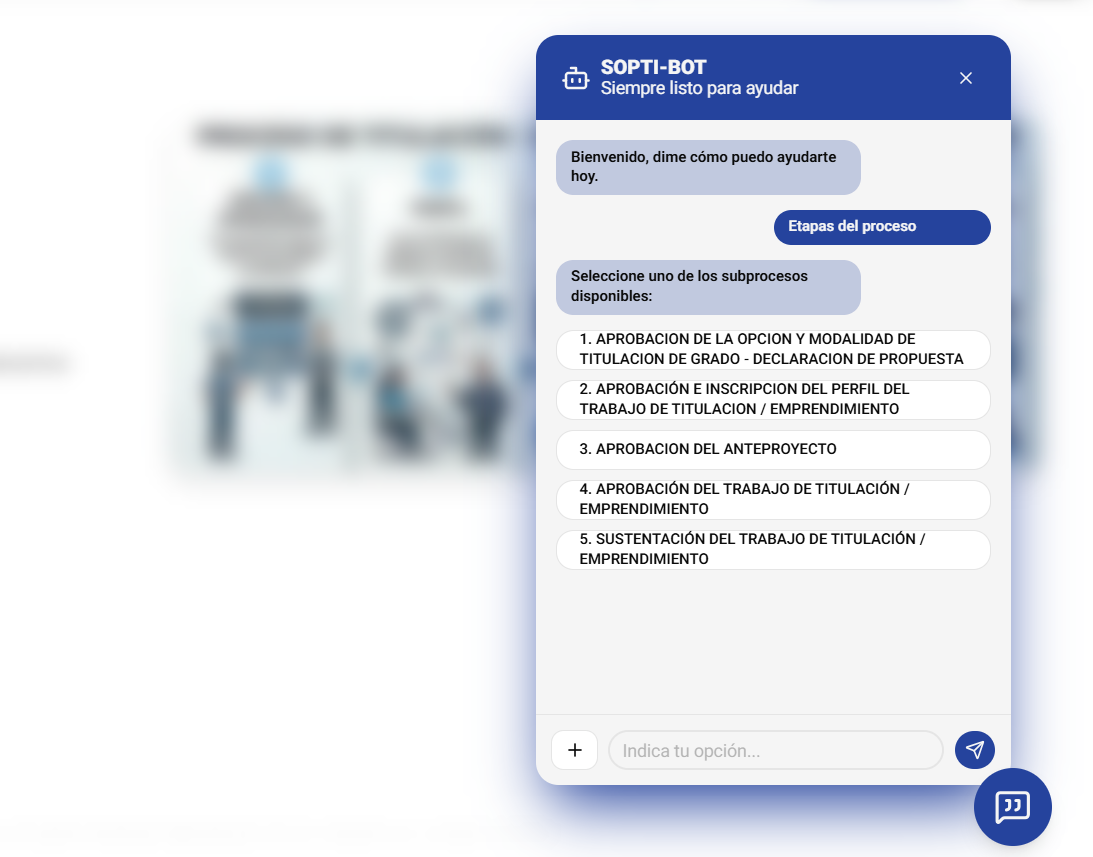 SOPTI-BOT
Siempre listo para ayudar
Bienvenido, dime cómo puedo ayudarte
hoy.
Etapas del proceso
Seleccione uno de los subprocesos
disponibles:
1. APROBACION DE LA OPCION Y MODALIDAD DE
TITULACION DE GRADO - DECLARACION DE PROPUESTA
2. APROBACIÓN E INSCRIPCION DEL PERFIL DEL
TRABAJO DE TITULACION / EMPRENDIMIENTO
3. APROBACION DEL ANTEPROYECTO
4. APROBACIÓN DEL TRABAJO DE TITULACIÓN /
EMPRENDIMIENTO
5. SUSTENTACIÓN DEL TRABAJO DE TITULACIÓN /
EMPRENDIMIENTO
Indica tu opción...